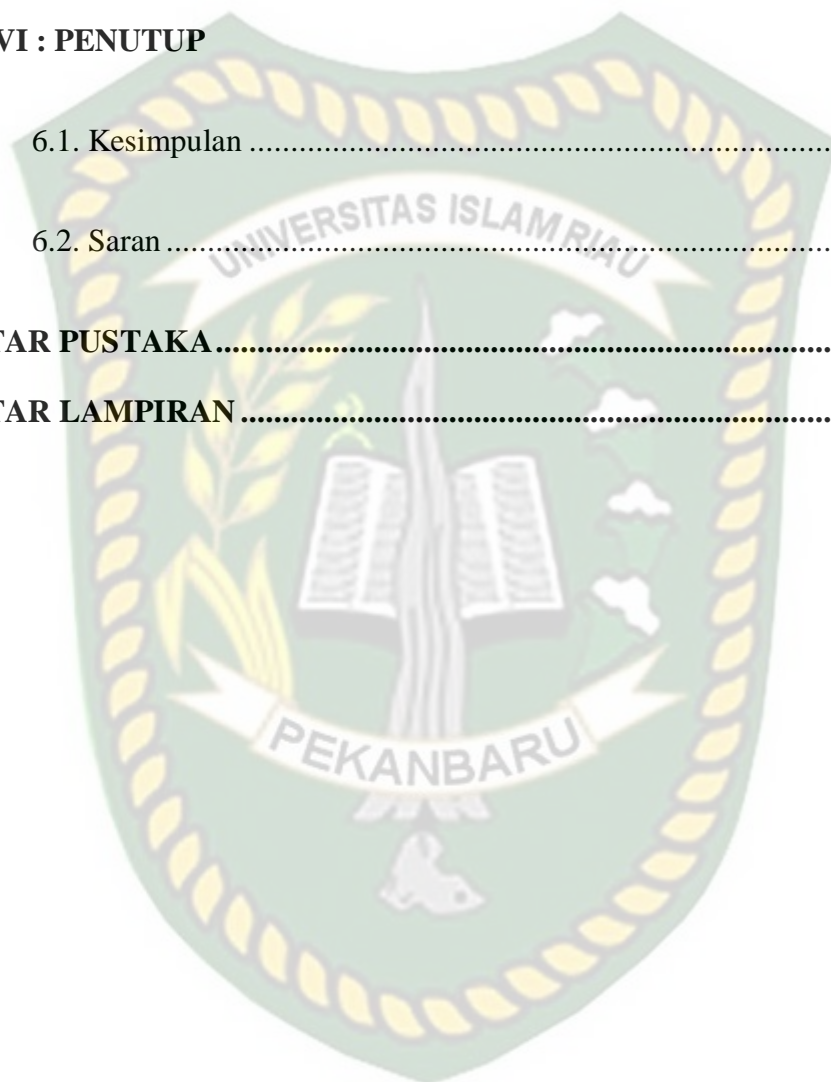 VI : PENUTUP
6.1. Kesimpulan ........................................................................
UNIVERSITAS ISLAM RIAU
6.2. Saran ..................................................................................
TAR PUSTAKA ...........................................................................
TAR LAMPIRAN ........................................................................
PEKANBARU